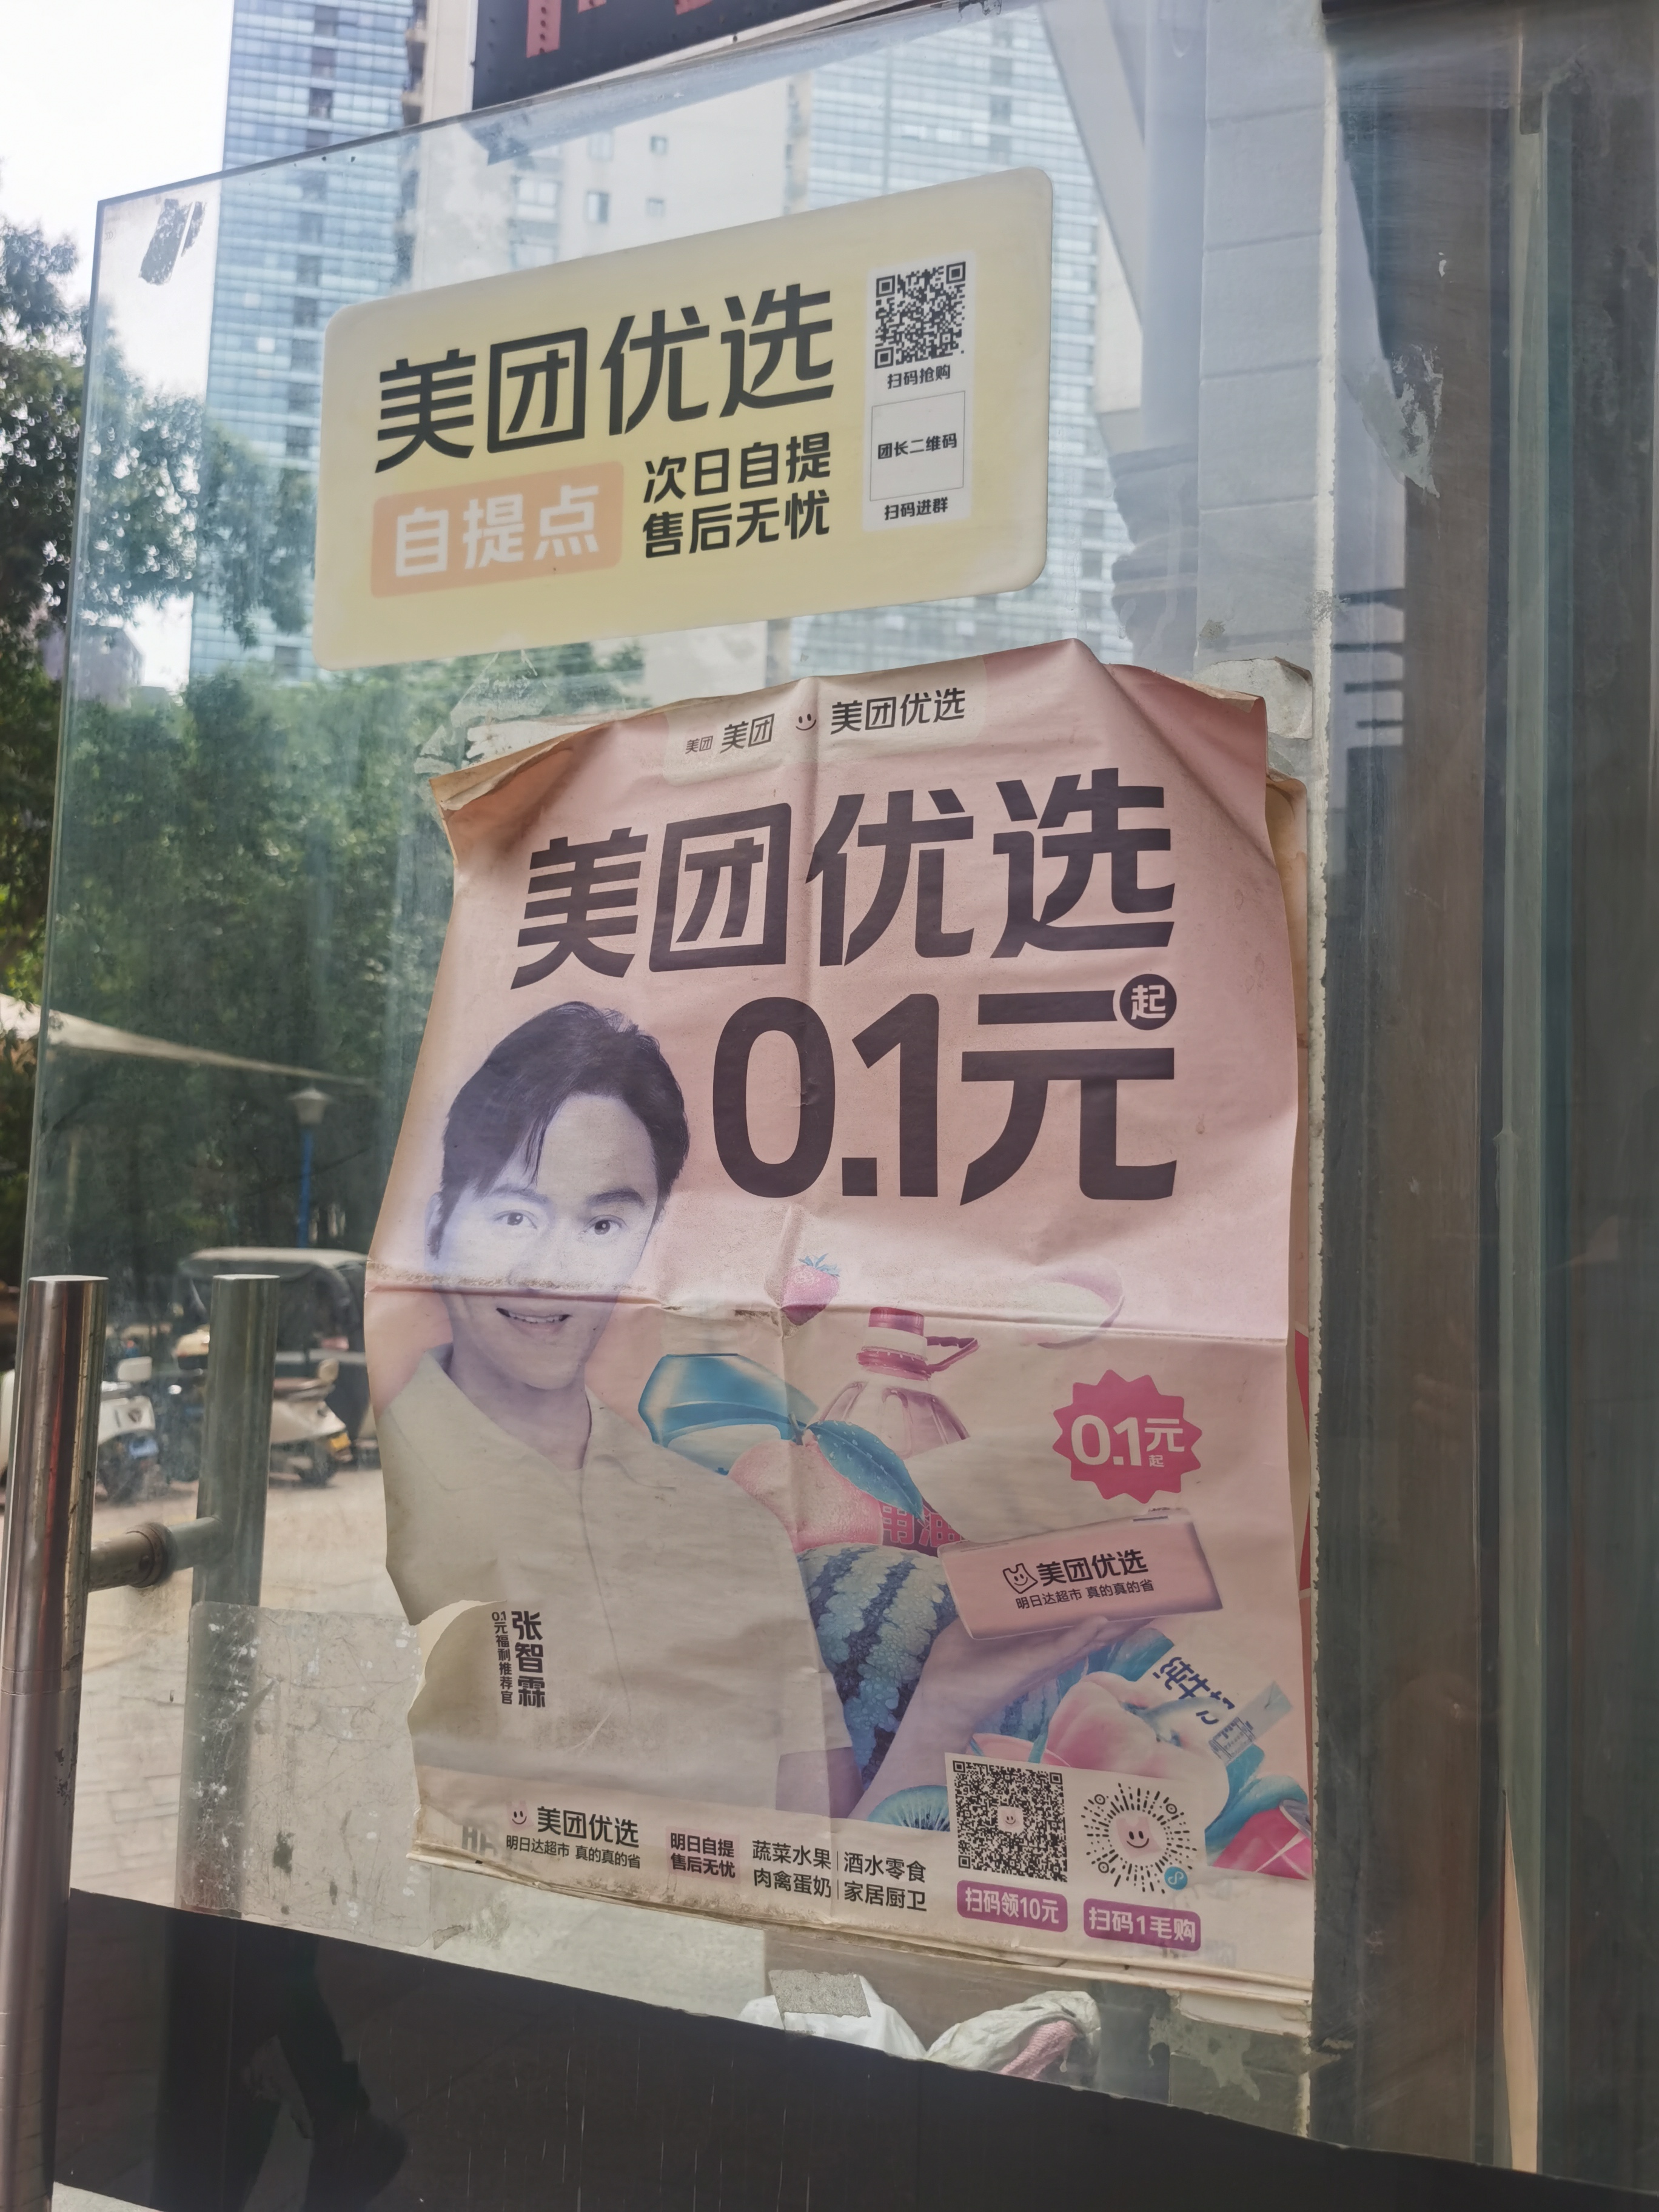 美团优选
自提点
次日自提
售后无忧
扫码抢购
团长二维码
扫码进群
美团 美团 美团优选
美团优选
0.1元起
0.1元起
用油
美团优选
明日达超市 真的真的省
张智霖
0.1元福利推荐官
美团优选
明日达超市 真的真的省
明日自提
售后无忧
蔬菜水果 酒水零食
肉禽蛋奶 家居厨卫
扫码领10元
扫码1毛购